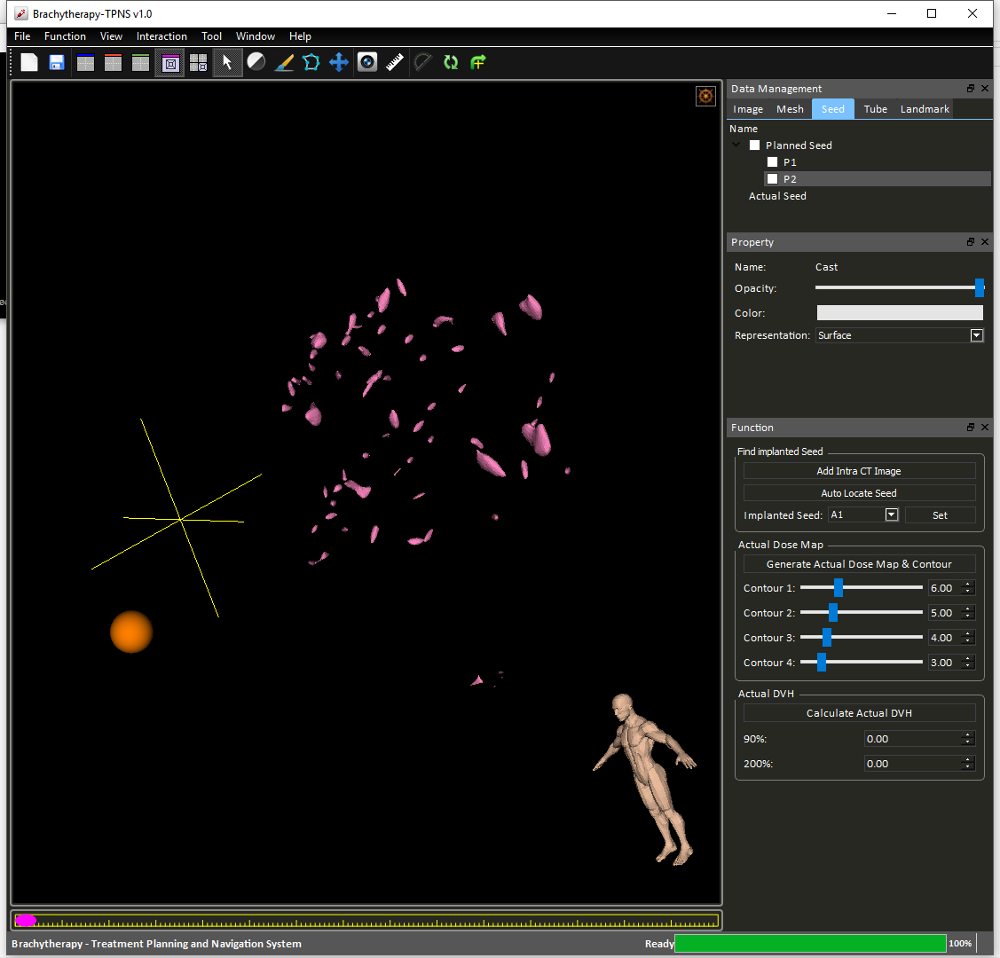 Brachytherapy-TPNS v1.0
File Function View Interaction Tool Window Help
Data Management
Image Mesh Seed Tube Landmark
Name
Planned Seed
P1
P2
Actual Seed
Property
Name: Cast
Opacity:
Color:
Representation: Surface
Function
Find implanted Seed
Add Intra CT Image
Auto Locate Seed
Implanted Seed: A1 Set
Actual Dose Map
Generate Actual Dose Map & Contour
Contour 1: 6.00
Contour 2: 5.00
Contour 3: 4.00
Contour 4: 3.00
Actual DVH
Calculate Actual DVH
90%: 0.00
200%: 0.00
Brachytherapy - Treatment Planning and Navigation System Ready 100%